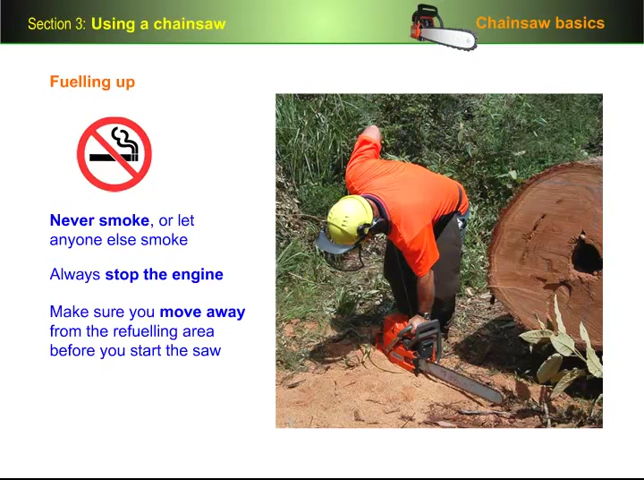 Section 3: Using a chainsaw
Chainsaw basics
Fuelling up
Never smoke, or let
anyone else smoke
Always stop the engine
Make sure you move away
from the refuelling area
before you start the saw